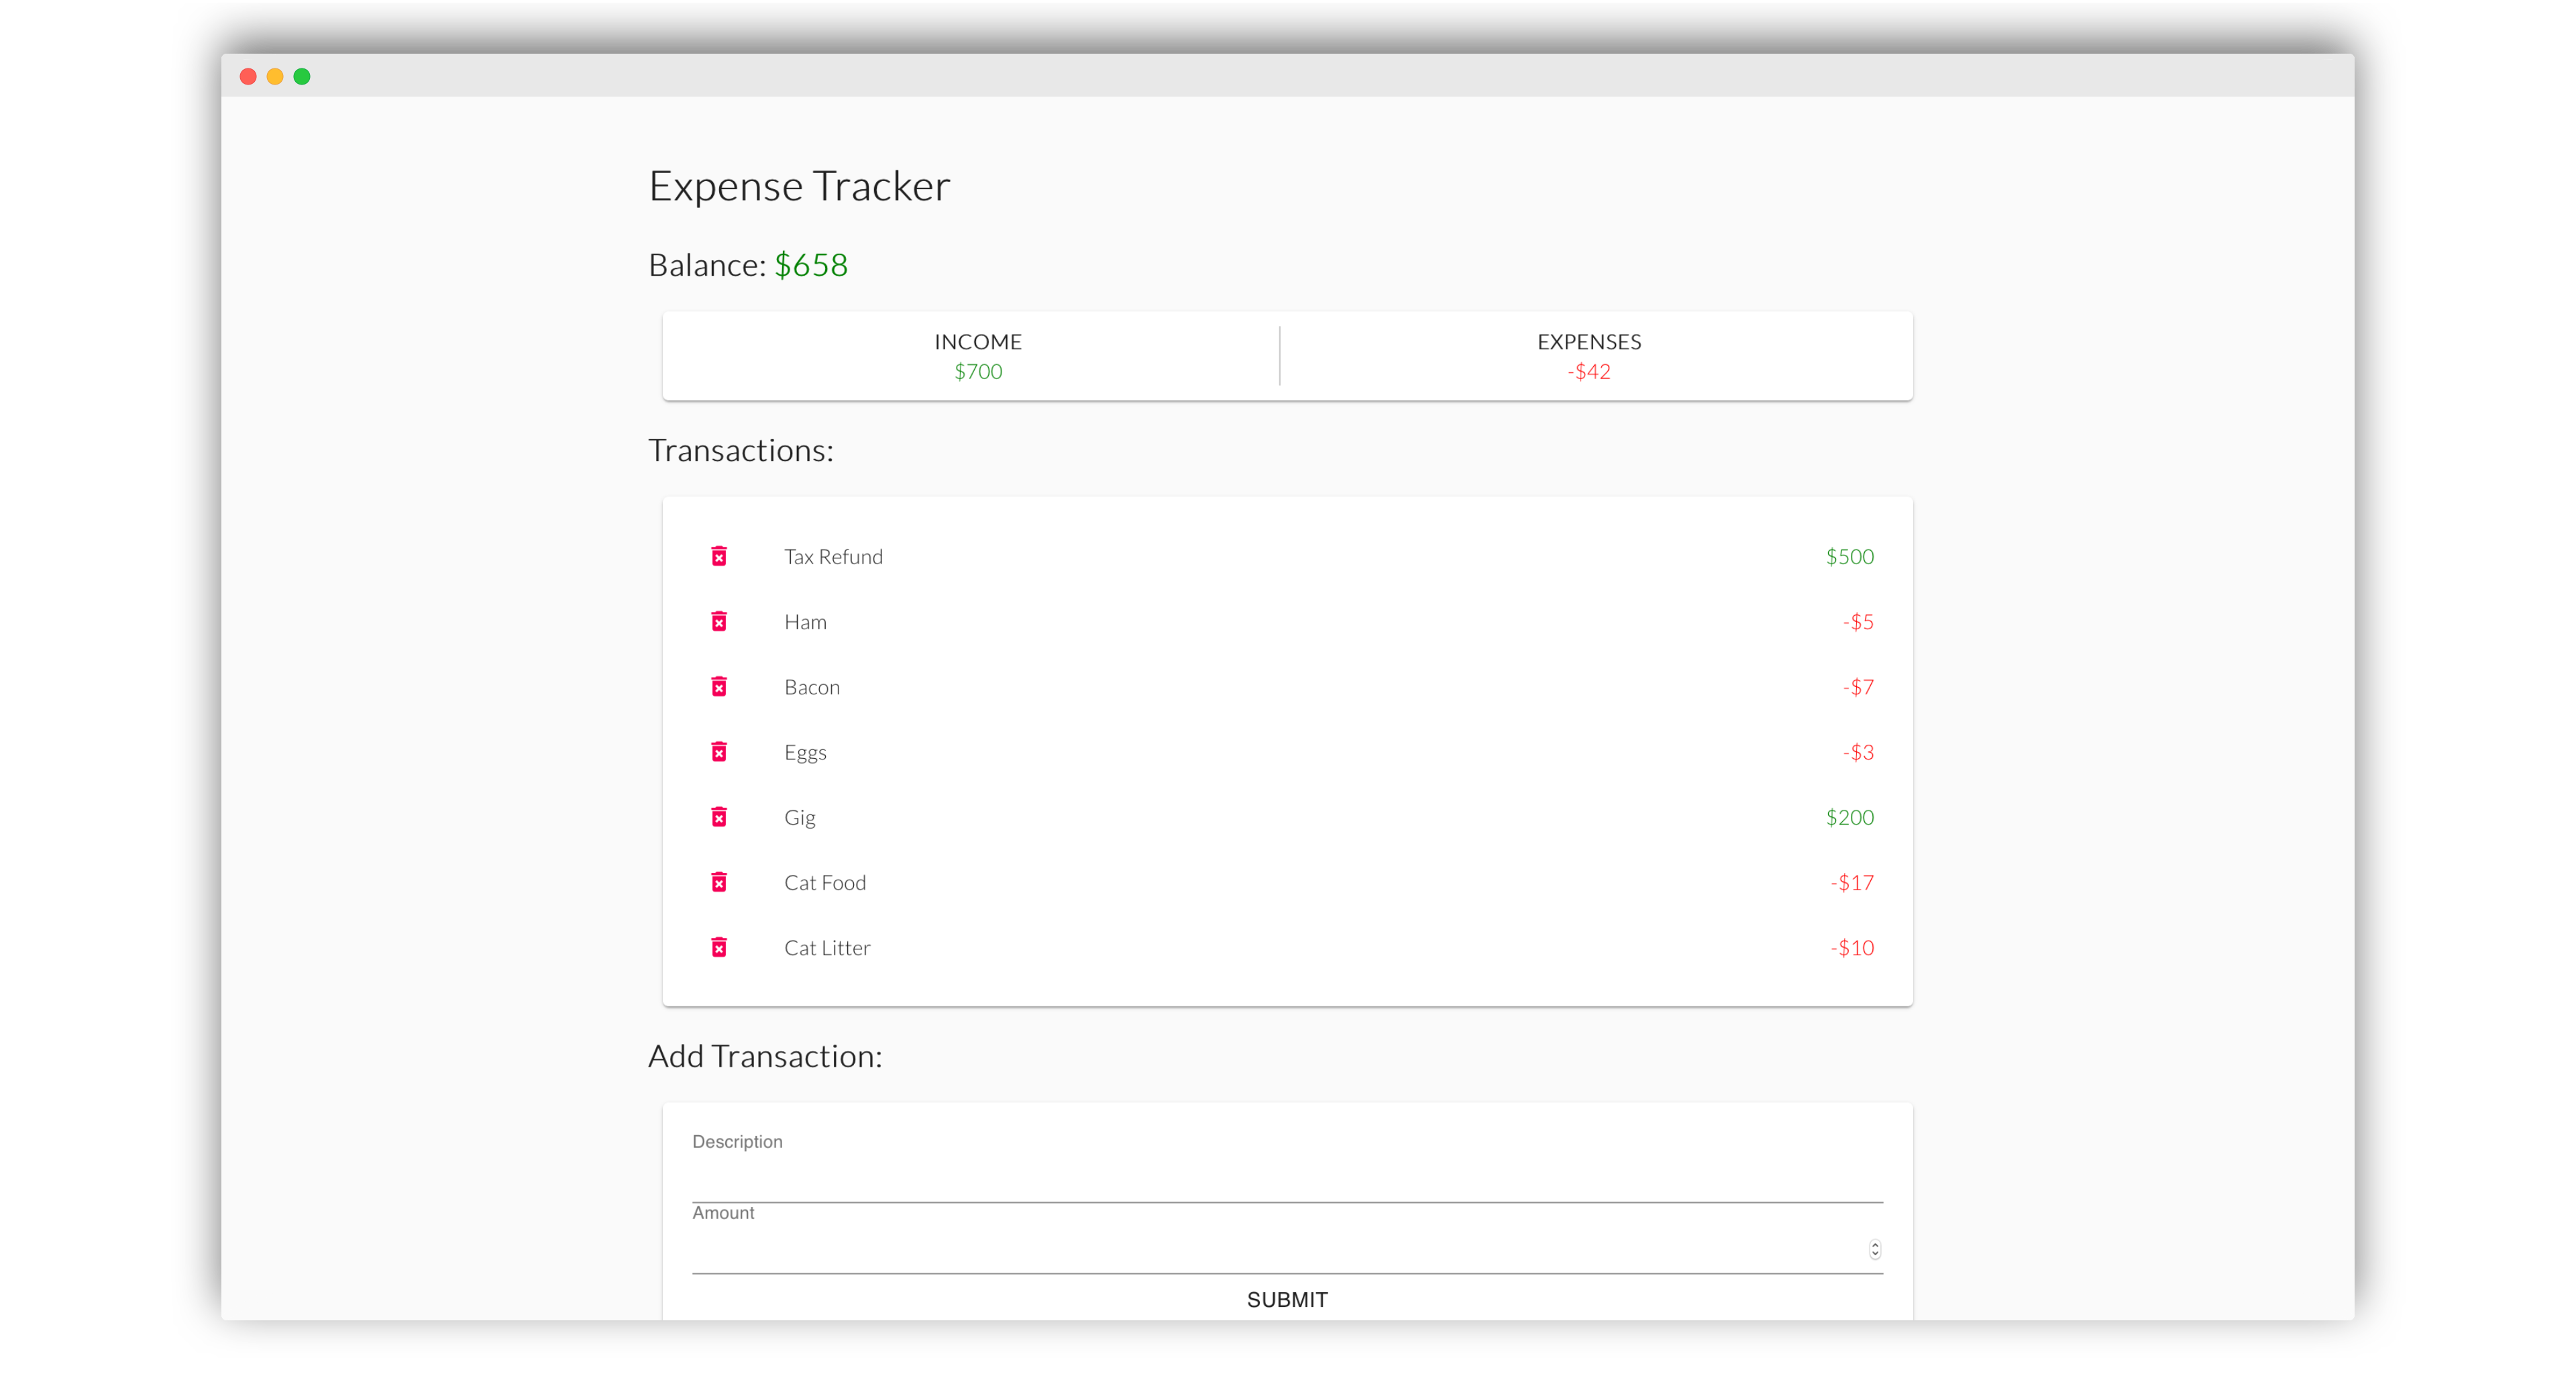 Expense Tracker
Balance: $658
INCOME EXPENSES
$700 -$42
Transactions:
Tax Refund $500
Ham -$5
Bacon -$7
Eggs -$3
Gig $200
Cat Food -$17
Cat Litter -$10
Add Transaction:
Description
Amount
SUBMIT